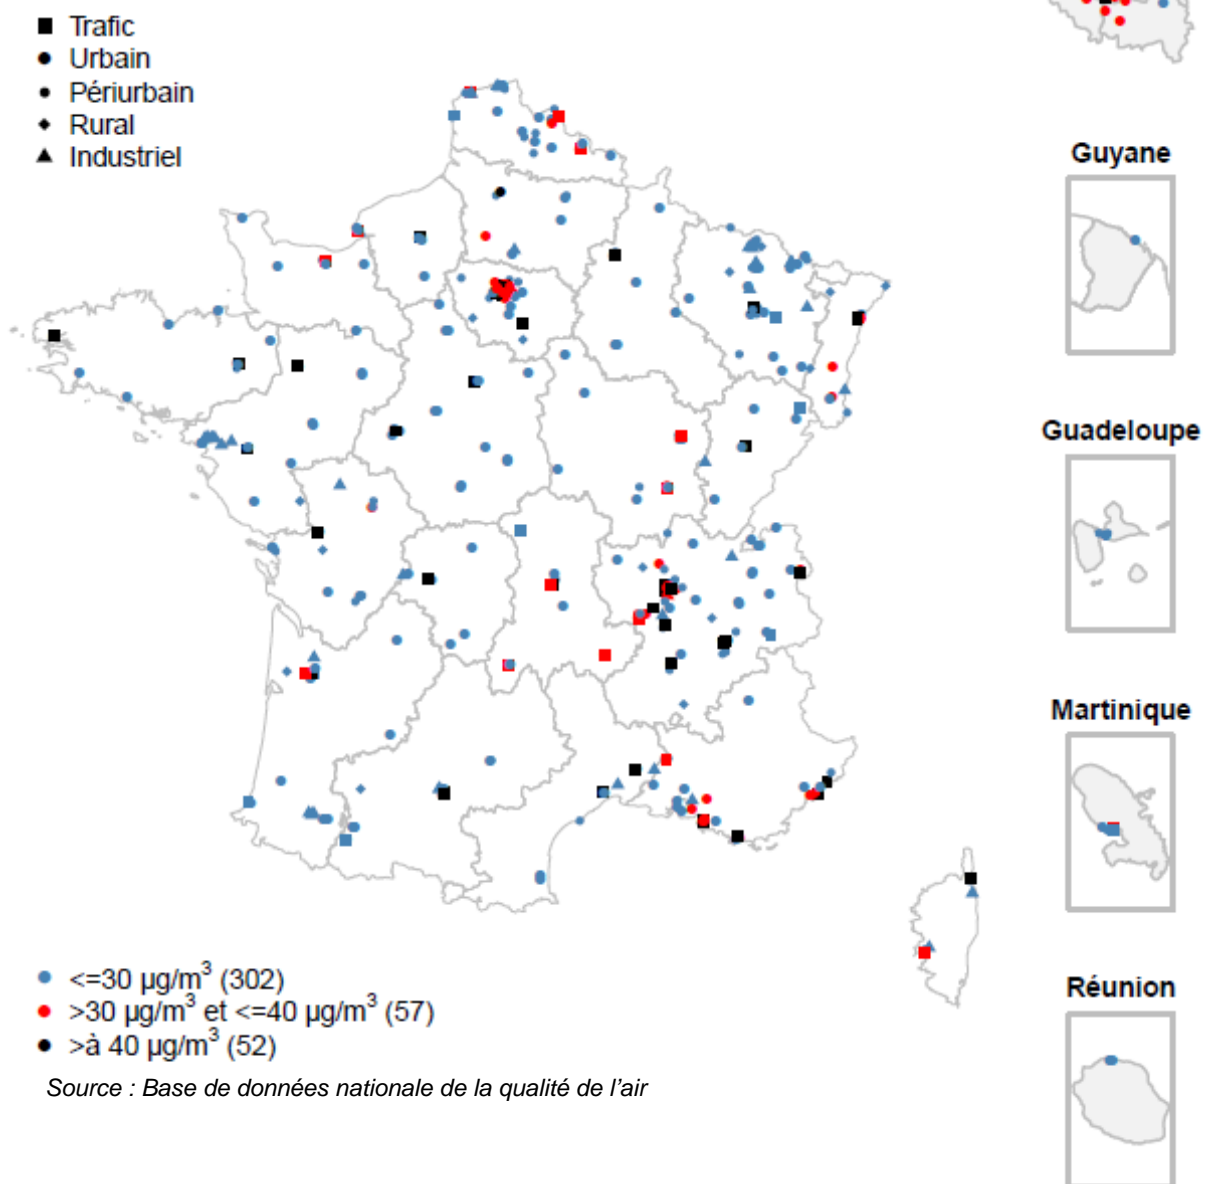 Trafic
Urbain
Périurbain
Rural
Industriel
Guyane
Guadeloupe
Martinique
Réunion
<=30 µg/m³ (302)
>30 µg/m³ et <=40 µg/m³ (57)
>à 40 µg/m³ (52)
Source : Base de données nationale de la qualité de l'air